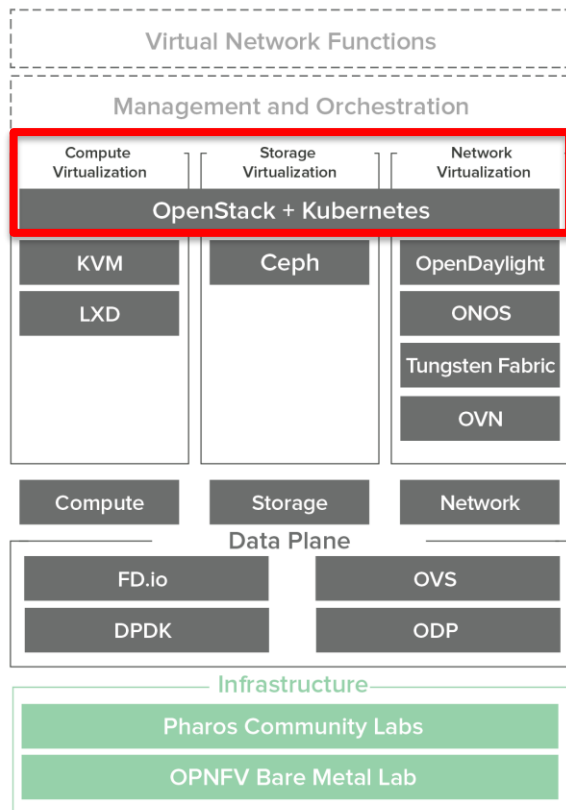 Virtual Network Functions
Management and Orchestration
Compute
Virtualization
Storage
Virtualization
Network
Virtualization
OpenStack + Kubernetes
KVM
Ceph
OpenDaylight
LXD
ONOS
Tungsten Fabric
OVN
Compute
Storage
Network
Data Plane
FD.io
OVS
DPDK
ODP
Infrastructure
Pharos Community Labs
OPNFV Bare Metal Lab